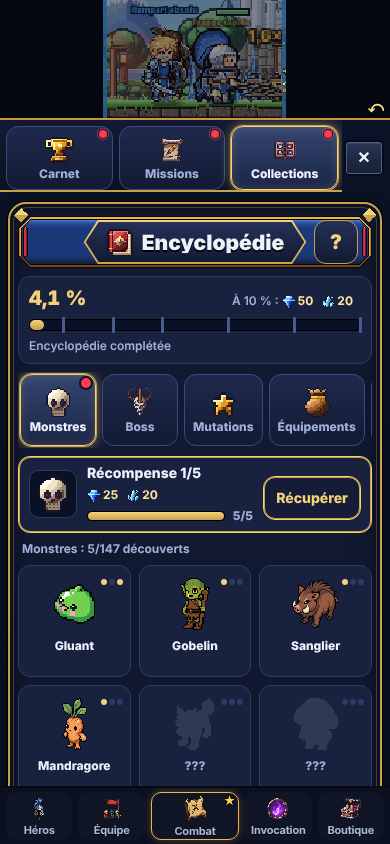 Carnet
Missions
Collections
×
Encyclopédie
?
4,1 %
À 10 % : 50 20
Encyclopédie complétée
Monstres
Boss
Mutations
Équipements
Récompense 1/5
25 20
5/5
Récupérer
Monstres : 5/147 découverts
Gluant
Gobelin
Sanglier
Mandragore
???
???
Héros
Équipe
Combat
Invocation
Boutique